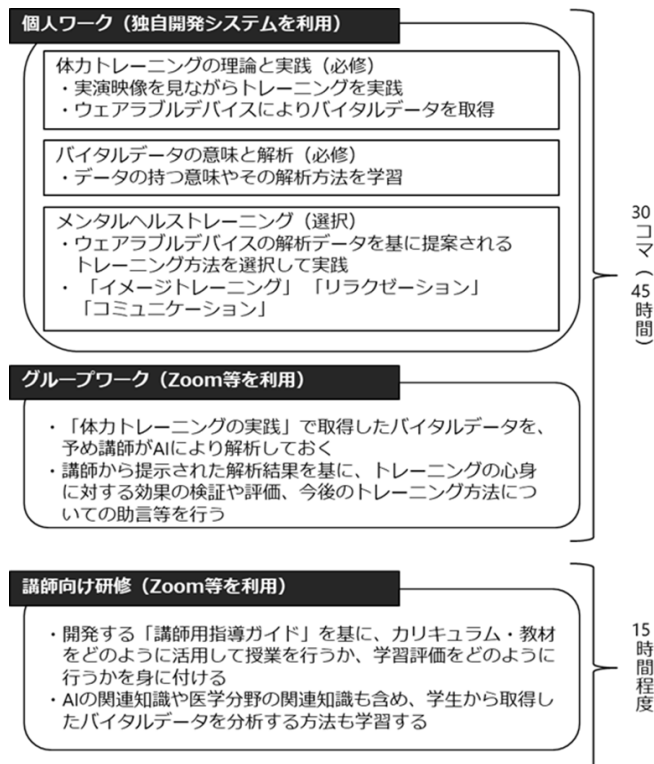 個人ワーク（独自開発システムを利用）
体力トレーニングの理論と実践（必修）
・実演映像を見ながらトレーニングを実践
・ウェアラブルデバイスによりバイタルデータを取得
バイタルデータの意味と解析（必修）
・データの持つ意味やその解析方法を学習
メンタルヘルストレーニング（選択）
・ウェアラブルデバイスの解析データを基に提案される
トレーニング方法を選択して実践
・「イメージトレーニング」「リラクゼーション」
「コミュニケーション」
30コマ（45時間）
グループワーク（Zoom等を利用）
・「体力トレーニングの実践」で取得したバイタルデータを、
予め講師がAIにより解析しておく
・講師から提示された解析結果を基に、トレーニングの心身
に対する効果の検証や評価、今後のトレーニング方法につ
いての助言等を行う
講師向け研修（Zoom等を利用）
・開発する「講師用指導ガイド」を基に、カリキュラム・教材
をどのように活用して授業を行うか、学習評価をどのように
行うかを身に付ける
・AIの関連知識や医学分野の関連知識も含め、学生から取得し
たバイタルデータを分析する方法も学習する
15時間程度